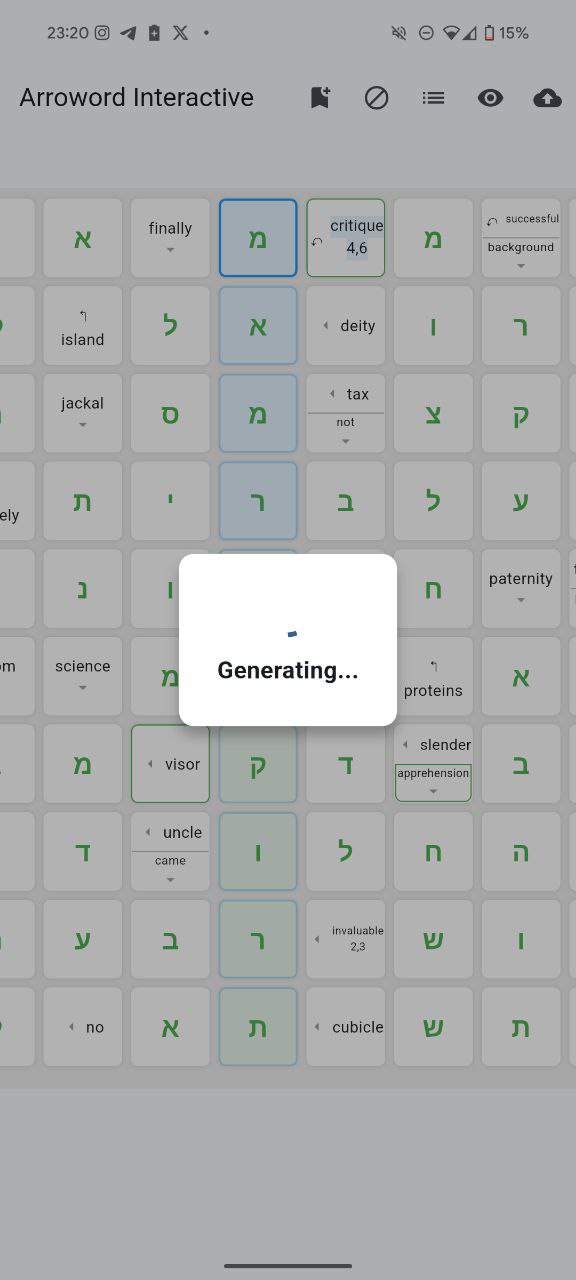 23:20
15%
Arroword Interactive
א
finally
מ
critique
4,6
מ
successful
background
island
ל
א
deity
ו
ר
jackal
ס
מ
tax
not
צ
ק
ely
ת
י
ר
ב
ל
ע
נ
ו
ח
paternity
Generating...
science
מ
proteins
א
מ
visor
ק
ד
slender
apprehension
ב
ד
uncle
came
ו
ל
ח
ה
ע
ב
ר
invaluable
2,3
ש
ו
no
א
ת
cubicle
ש
ת